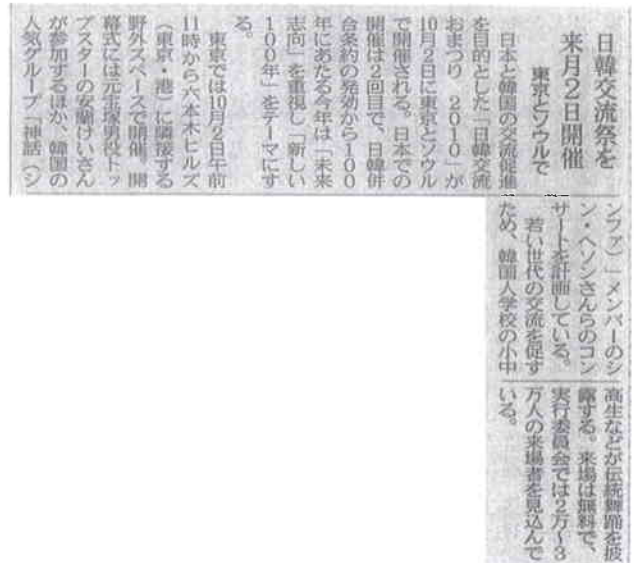 日韓交流祭を
来月2日開催
東京とソウルで
日本と韓国の交流促進
を目的とした「日韓交流
おまつり 2010」が
10月2日に東京とソウル
で開催される。日本での
開催は2回目で、日韓併
合条約の発効から100
年にあたる今年は「未来
志向」を重視し「新しい
100年」をテーマにす
る。
東京では10月2日午前
11時から六本木ヒルズ
(東京・港)に隣接する
野外スペースで開催。開
幕式には元宝塚男役トッ
プスターの安蘭けいさん
が参加するほか、韓国の
人気グループ「神話(シ
ンファ)」メンバーのシ
ン・ヘソンさんらのコン
サートを計画している。
若い世代の交流を促す
ため、韓国人学校の小中
高生などが伝統舞踊を披
露する。来場は無料で、
実行委員会では2万〜3
万人の来場者を見込んで
いる。